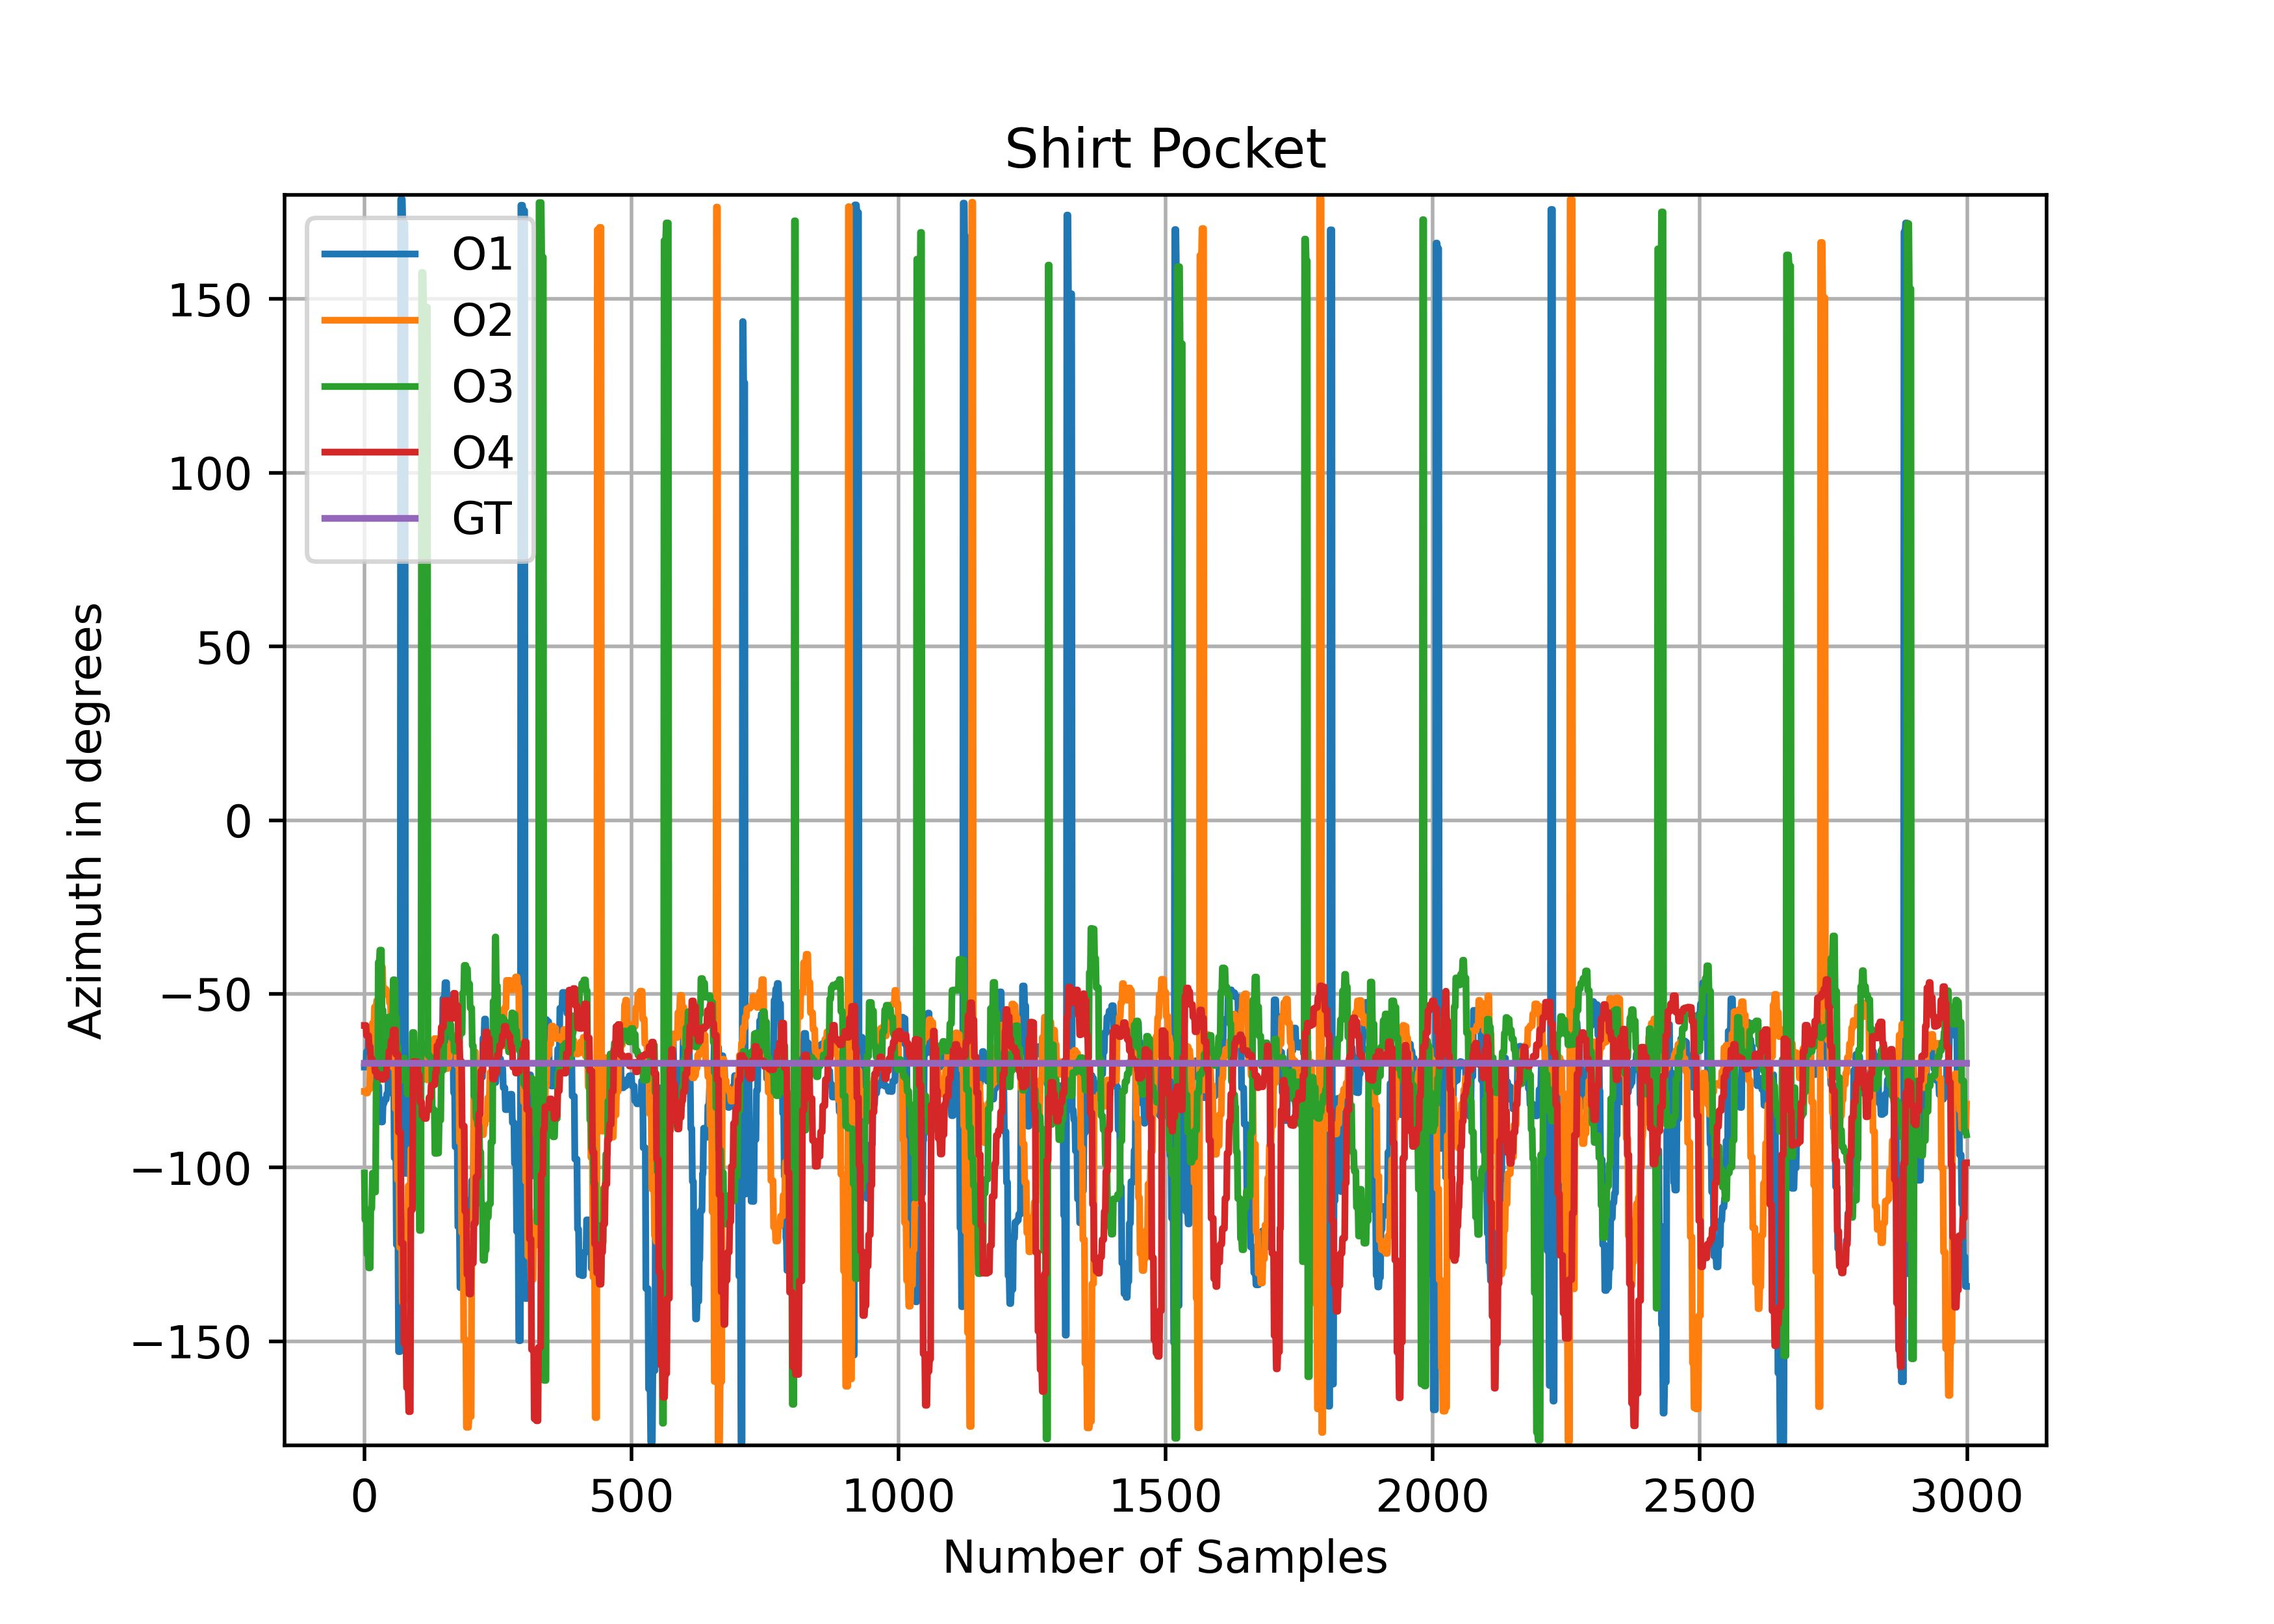 Shirt Pocket
O1
O2
O3
O4
GT
150
100
50
0
−50
−100
−150
Azimuth in degrees
0 500 1000 1500 2000 2500 3000
Number of Samples